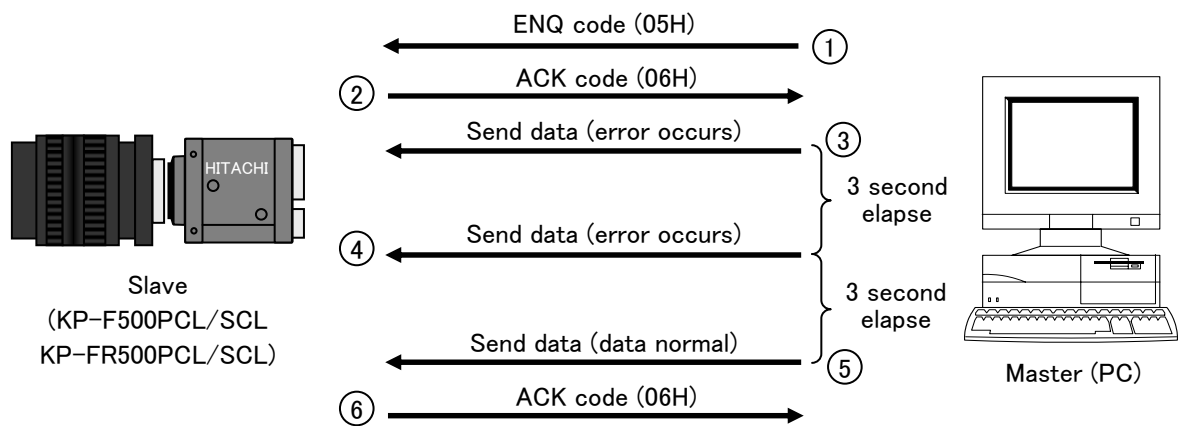 ENQ code (05H)
①
② ACK code (06H)
Send data (error occurs)
③
HITACHI
3 second
elapse
Send data (error occurs)
④
Slave
(KP-F500PCL/SCL
KP-FR500PCL/SCL)
3 second
elapse
Send data (data normal)
⑤
Master (PC)
⑥ ACK code (06H)